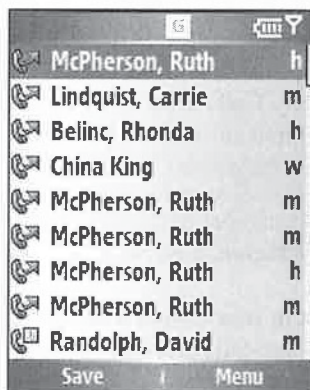 G
McPherson, Ruth h
Lindquist, Carrie m
Belinc, Rhonda h
China King w
McPherson, Ruth m
McPherson, Ruth m
McPherson, Ruth h
McPherson, Ruth m
Randolph, David m
Save Menu